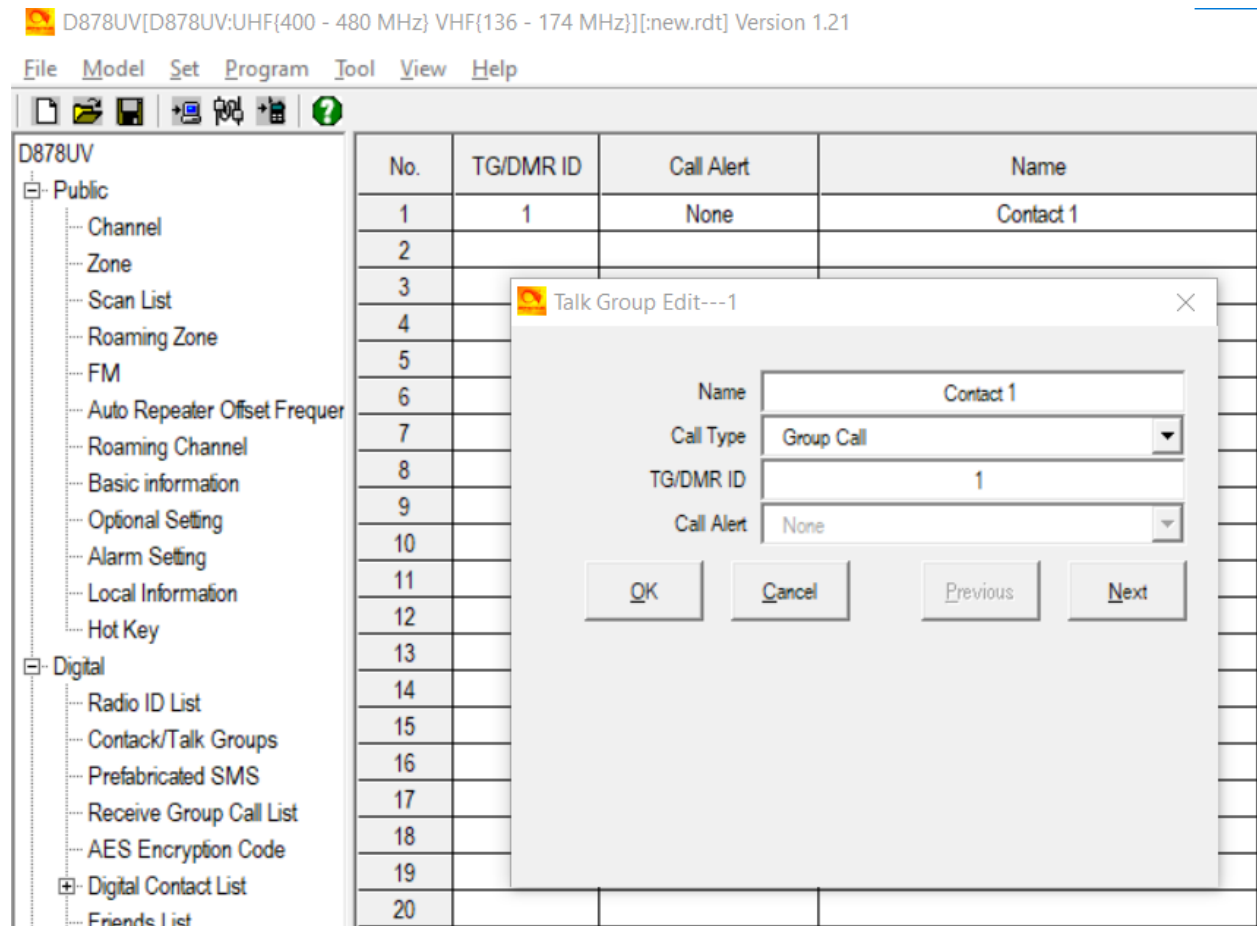 D878UV[D878UV:UHF{400 - 480 MHz} VHF{136 - 174 MHz}][:new.rdt] Version 1.21
File Model Set Program Tool View Help
D878UV
Public
Channel
Zone
Scan List
Roaming Zone
FM
Auto Repeater Offset Frequer
Roaming Channel
Basic information
Optional Setting
Alarm Setting
Local Information
Hot Key
Digital
Radio ID List
Contack/Talk Groups
Prefabricated SMS
Receive Group Call List
AES Encryption Code
Digital Contact List
Friends List
No. TG/DMR ID Call Alert Name
1 1 None Contact 1
2
3
4
5
6
7
8
9
10
11
12
13
14
15
16
17
18
19
20
Talk Group Edit---1
Name Contact 1
Call Type Group Call
TG/DMR ID 1
Call Alert None
OK Cancel Previous Next